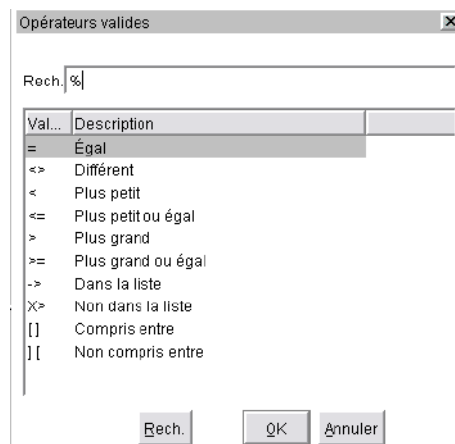 Opérateurs valides
Rech. %
Val... Description
= Égal
<> Différent
< Plus petit
<= Plus petit ou égal
> Plus grand
>= Plus grand ou égal
-> Dans la liste
X> Non dans la liste
[] Compris entre
][ Non compris entre
Rech. OK Annuler